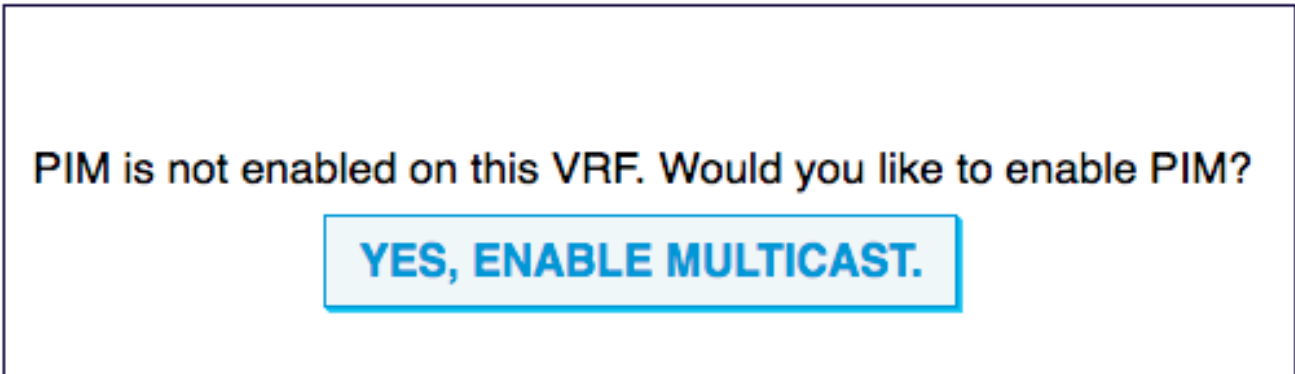 PIM is not enabled on this VRF. Would you like to enable PIM?
YES, ENABLE MULTICAST.